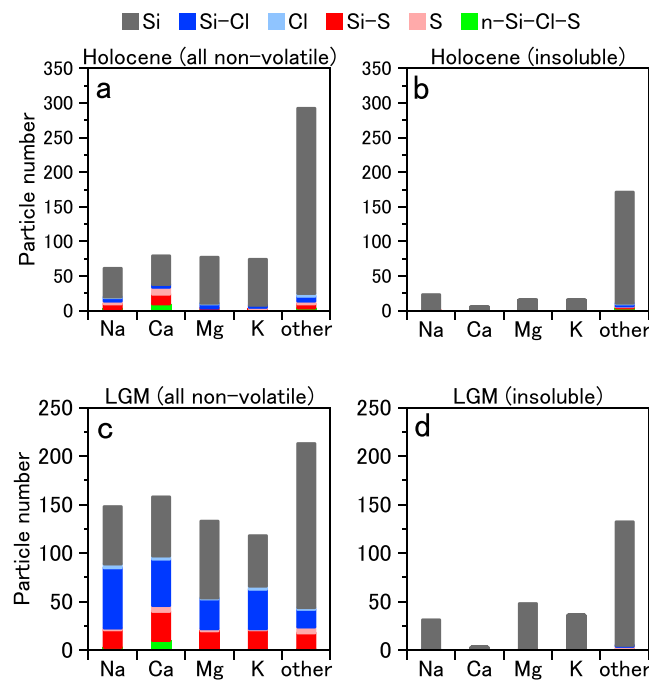 Si Si-Cl Cl Si-S S n-Si-Cl-S
Holocene (all non-volatile) Holocene (insoluble)
350 350
a b
300 300
250 250
200 200
150 150
100 100
50 50
0 0
Particle number
Na Ca Mg K other Na Ca Mg K other
LGM (all non-volatile) LGM (insoluble)
250 250
c d
200 200
150 150
100 100
50 50
0 0
Particle number
Na Ca Mg K other Na Ca Mg K other